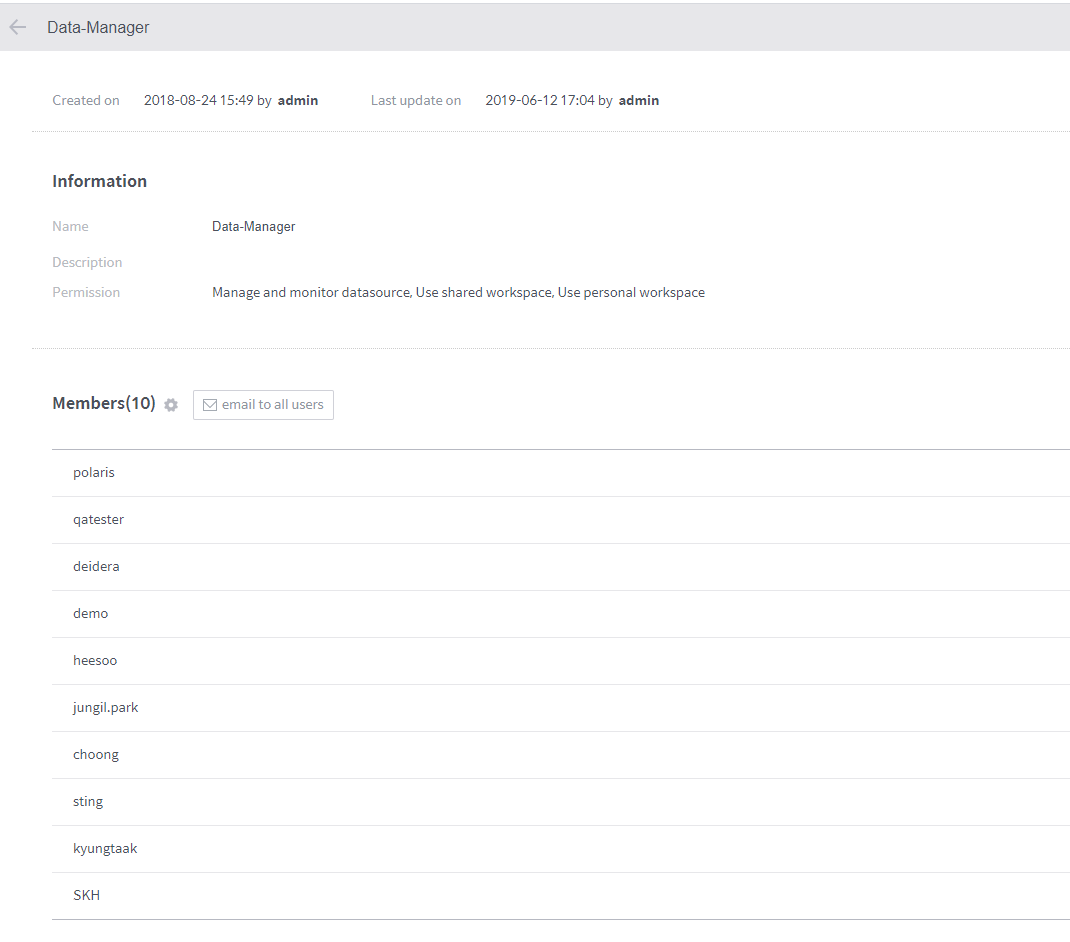 Data-Manager
Created on 2018-08-24 15:49 by admin Last update on 2019-06-12 17:04 by admin
Information
Name Data-Manager
Description
Permission Manage and monitor datasource, Use shared workspace, Use personal workspace
Members(10) email to all users
polaris
qatester
deidera
demo
heesoo
jungil.park
choong
sting
kyungtaak
SKH